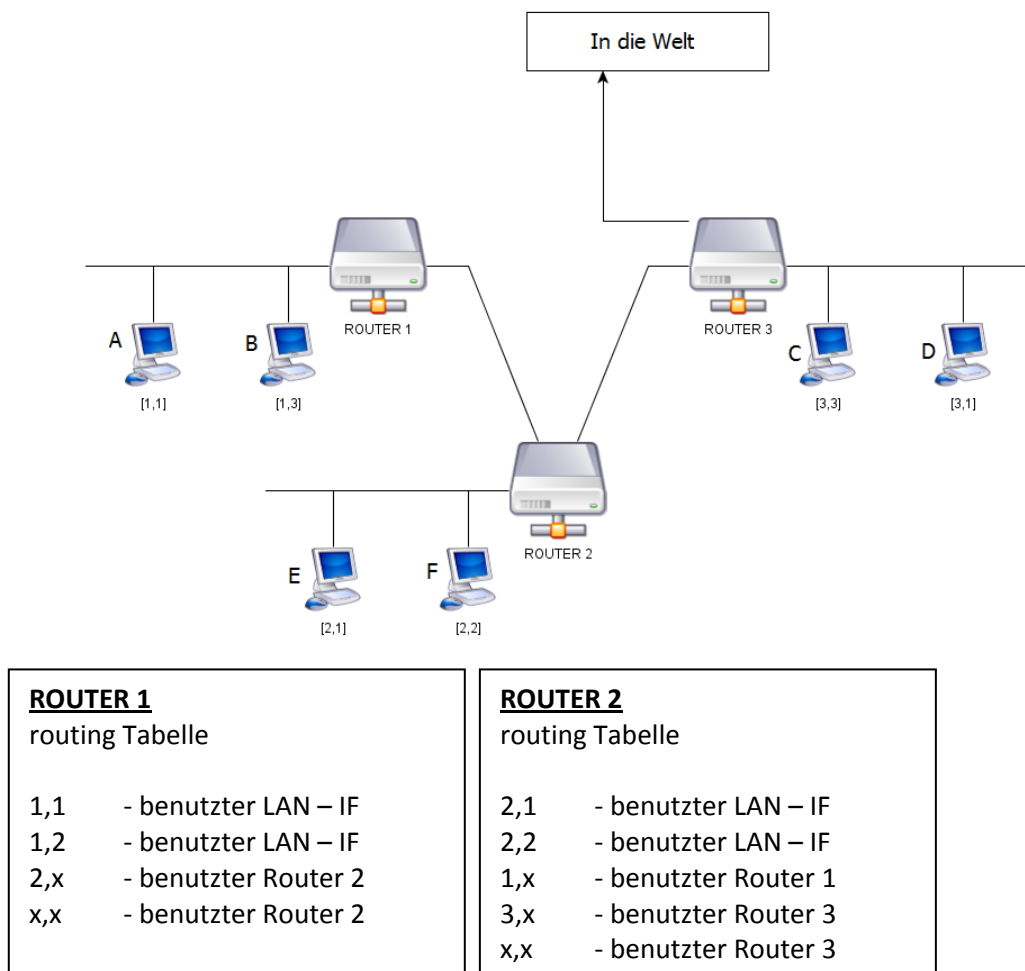 In die Welt
ROUTER 1
ROUTER 3
A
B
C
D
[1,1]
[1,3]
[3,3]
[3,1]
ROUTER 2
E
F
[2,1]
[2,2]
ROUTER 1
routing Tabelle
1,1 - benutzter LAN – IF
1,2 - benutzter LAN – IF
2,x - benutzter Router 2
x,x - benutzter Router 2
ROUTER 2
routing Tabelle
2,1 - benutzter LAN – IF
2,2 - benutzter LAN – IF
1,x - benutzter Router 1
3,x - benutzter Router 3
x,x - benutzter Router 3